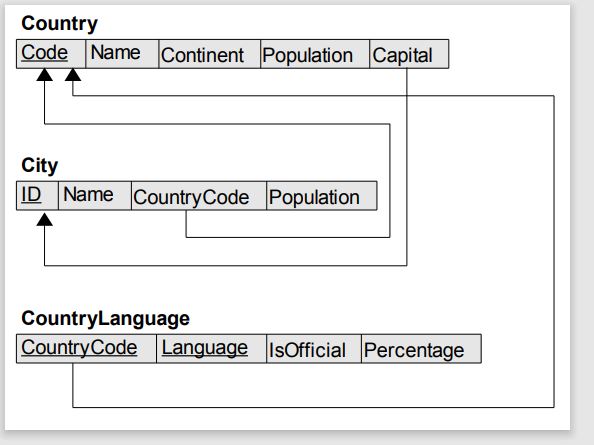 Country
Code Name Continent Population Capital
City
ID Name CountryCode Population
CountryLanguage
CountryCode Language IsOfficial Percentage